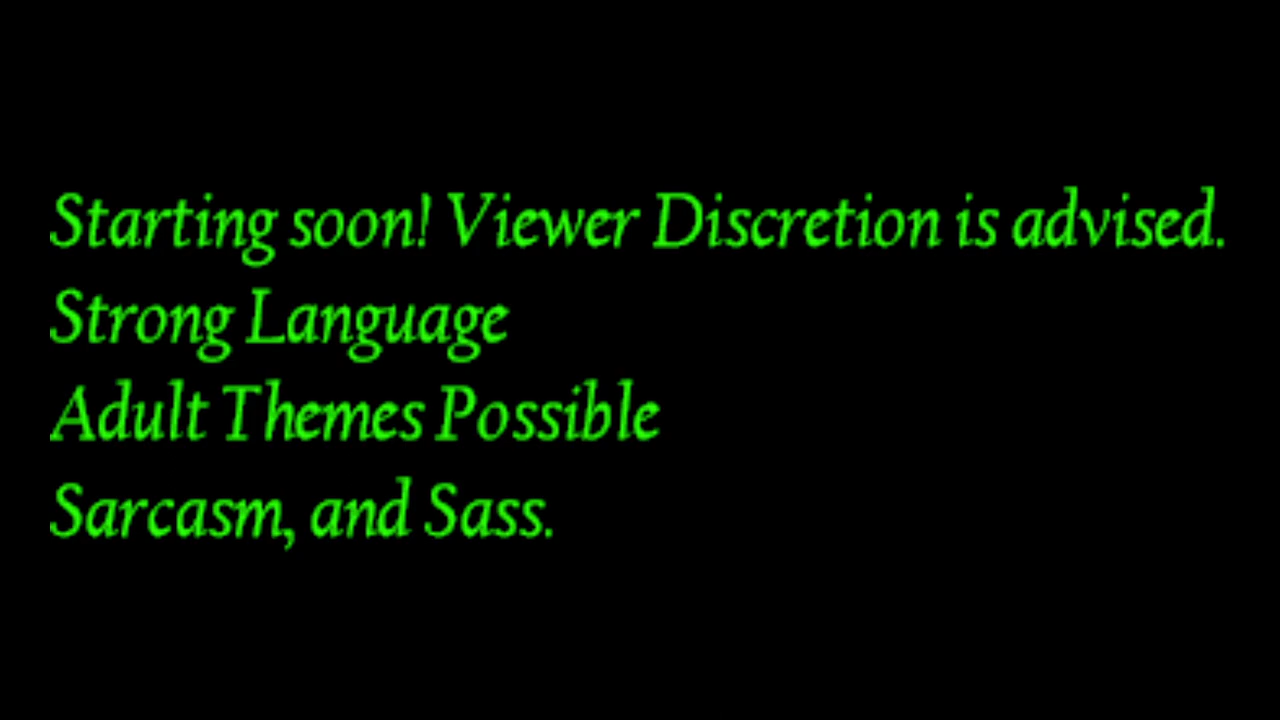 Starting soon! Viewer Discretion is advised.
Strong Language
Adult Themes Possible
Sarcasm, and Sass.